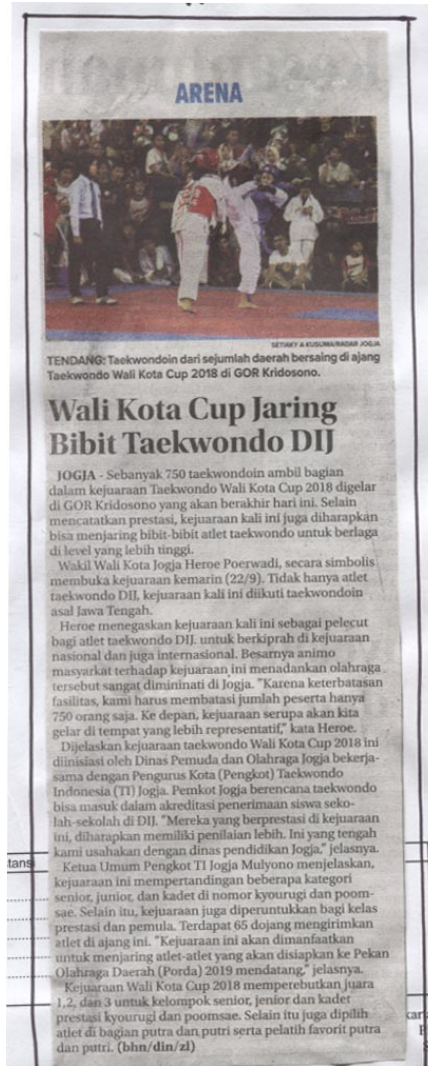 ARENA
SETIAKY A KUSUMA/RADAR JOGJA
TENDANG: Taekwondoin dari sejumlah daerah bersaing di ajang
Taekwondo Wali Kota Cup 2018 di GOR Kridosono.
Wali Kota Cup Jaring
Bibit Taekwondo DIJ
JOGJA - Sebanyak 750 taekwondoin ambil bagian
dalam kejuaraan Taekwondo Wali Kota Cup 2018 digelar
di GOR Kridosono yang akan berakhir hari ini. Selain
mencatatkan prestasi, kejuaraan kali ini juga diharapkan
bisa menjaring bibit-bibit atlet taekwondo untuk berlaga
di level yang lebih tinggi.
Wakil Wali Kota Jogja Heroe Poerwadi, secara simbolis
membuka kejuaraan kemarin (22/9). Tidak hanya atlet
taekwondo DIJ, kejuaraan kali ini diikuti taekwondoin
asal Jawa Tengah.
Heroe menegaskan kejuaraan kali ini sebagai pelecut
bagi atlet taekwondo DIJ. untuk berkiprah di kejuaraan
nasional dan juga internasional. Besarnya animo
masyarkat terhadap kejuaraan ini menadankan olahraga
tersebut sangat dimininati di Jogja. "Karena keterbatasan
fasilitas, kami harus membatasi jumlah peserta hanya
750 orang saja. Ke depan, kejuaraan serupa akan kita
gelar di tempat yang lebih representatif," kata Heroe.
Dijelaskan kejuaraan taekwondo Wali Kota Cup 2018 ini
diinisiasi oleh Dinas Pemuda dan Olahraga Jogja bekerja-
sama dengan Pengurus Kota (Pengkot) Taekwondo
Indonesia (TI) Jogja. Pemkot Jogja berencana taekwondo
bisa masuk dalam akreditasi penerimaan siswa seko-
lah-sekolah di DIJ. "Mereka yang berprestasi di kejuaraan
ini, diharapkan memiliki penilaian lebih. Ini yang tengah
kami usahakan dengan dinas pendidikan Jogja," jelasnya.
Ketua Umum Pengkot TI Jogja Mulyono menjelaskan,
kejuaraan ini mempertandingan beberapa kategori
senior, junior, dan kadet di nomor kyourugi dan poom-
sae. Selain itu, kejuaraan juga diperuntukkan bagi kelas
prestasi dan pemula. Terdapat 65 dojang mengirimkan
atlet di ajang ini. "Kejuaraan ini akan dimanfaatkan
untuk menjaring atlet-atlet yang akan disiapkan ke Pekan
Olahraga Daerah (Porda) 2019 mendatang," jelasnya.
Kejuaraan Wali Kota Cup 2018 memperebutkan juara
1,2, dan 3 untuk kelompok senior, jenior dan kadet
prestasi kyourugi dan poomsae. Selain itu juga dipilih
atlet di bagian putra dan putri serta pelatih favorit putra
dan putri. (bhn/din/zl)